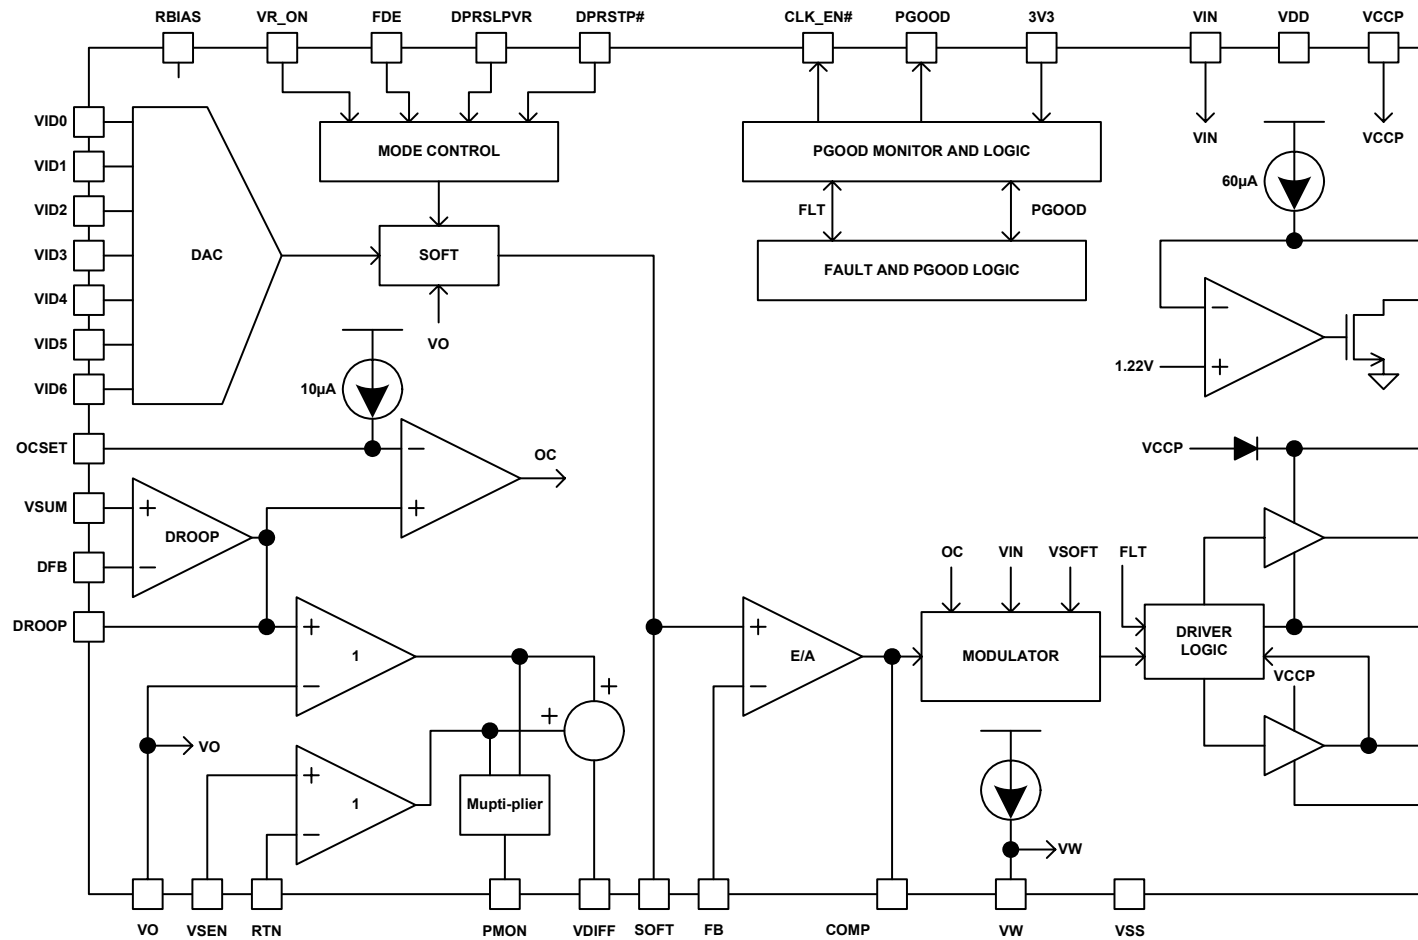 RBIAS VR_ON FDE DPRSLPVR DPRSTP# CLK_EN# PGOOD 3V3 VIN VDD VCCP
VID0
VID1
VID2
VID3
VID4
VID5
VID6
DAC
MODE CONTROL
SOFT
VO
PGOOD MONITOR AND LOGIC
FLT PGOOD
FAULT AND PGOOD LOGIC
VIN VCCP
60µA
−
+
1.22V
10µA
OCSET
−
+
OC
VSUM
DFB
+
−
DROOP
DROOP
+
−
1
VO
+
−
1
+
+
Mupti-plier
+
−
E/A
OC VIN VSOFT FLT
MODULATOR
DRIVER
LOGIC
VCCP
VCCP
VW
VO VSEN RTN PMON VDIFF SOFT FB COMP VW VSS